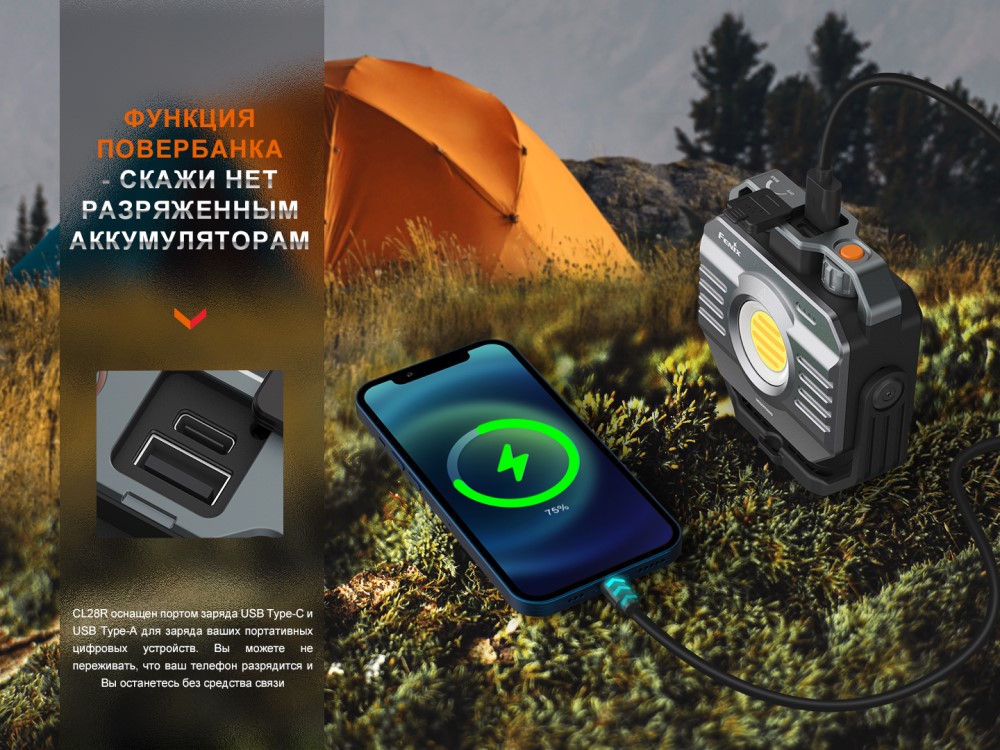 ФУНКЦИЯ
ПОВЕРБАНКА
- СКАЖИ НЕТ
РАЗРЯЖЕННЫМ
АККУМУЛЯТОРАМ
FENIX
75%
CL28R оснащен портом заряда USB Type-C и
USB Type-A для заряда ваших портативных
цифровых устройств. Вы можете не
переживать, что ваш телефон разрядится и
Вы останетесь без средства связи